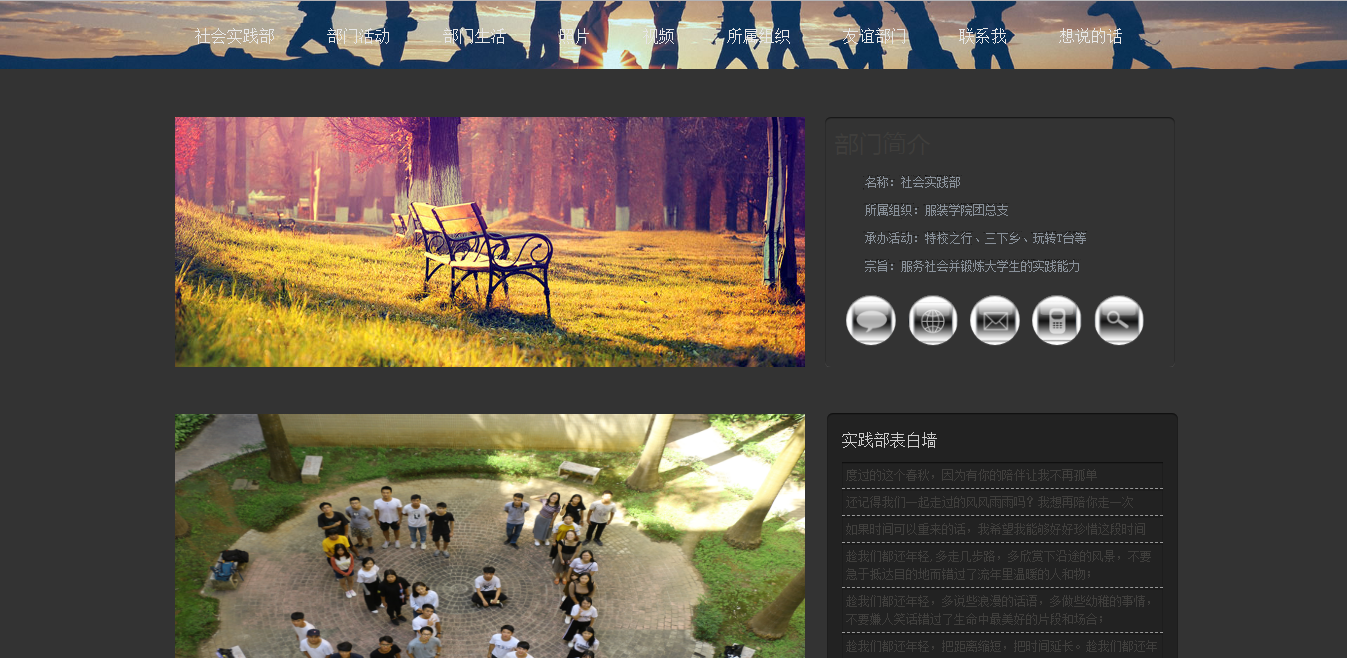 社会实践部 部门活动 部门生活 照片 视频 所属组织 友谊部门 联系我 想说的话
部门简介
名称：社会实践部
所属组织：服装学院团总支
承办活动：特校之行、三下乡、玩转T台等
宗旨：服务社会并锻炼大学生的实践能力
实践部表白墙
度过的这个春秋，因为有你的陪伴让我不再孤单
还记得我们一起走过的风风雨雨吗？我想再陪你走一次
如果时间可以重来的话，我希望我能够好好珍惜这段时间
趁我们都还年轻,多走几步路，多欣赏下沿途的风景，不要
急于抵达目的地而错过了流年里温暖的人和物；
趁我们都还年轻，多说些浪漫的话语，多做些幼稚的事情，
不要嫌人笑话错过了生命中最美好的片段和场合；
趁我们都还年轻，把距离缩短，把时间延长。趁我们都还年